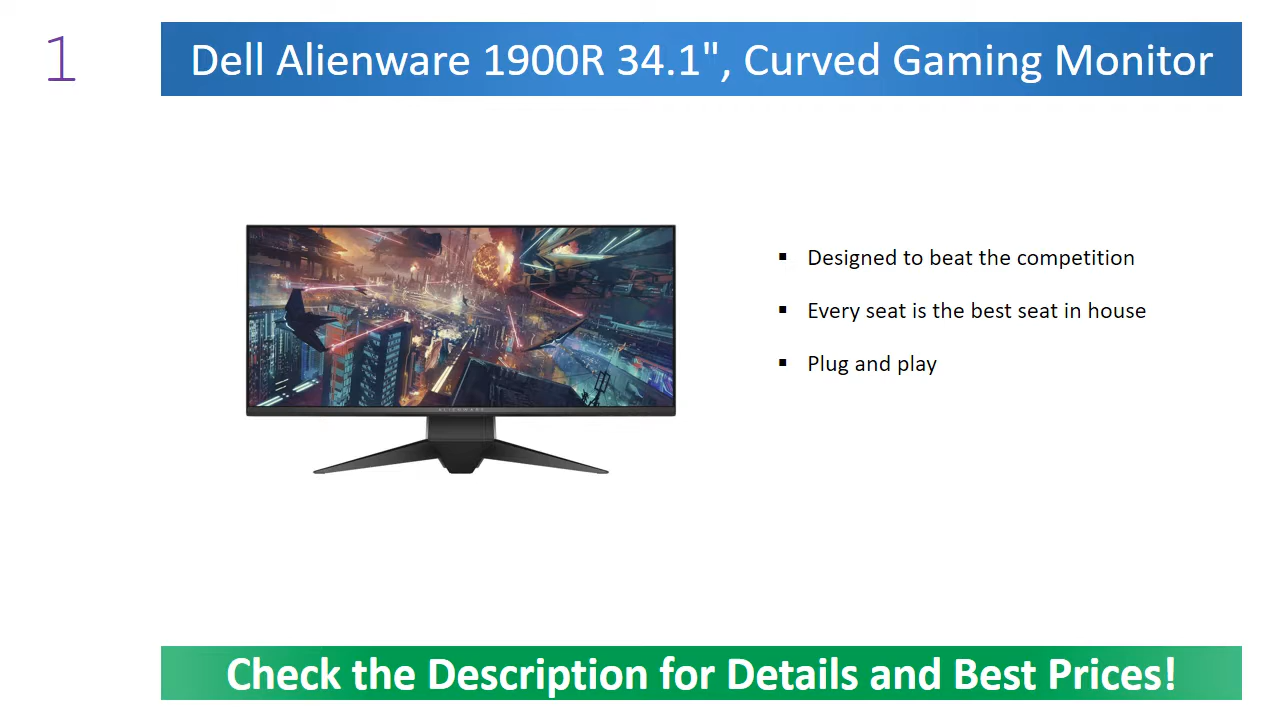 1
Dell Alienware 1900R 34.1", Curved Gaming Monitor
Designed to beat the competition
Every seat is the best seat in house
Plug and play
ALIENWARE
Check the Description for Details and Best Prices!